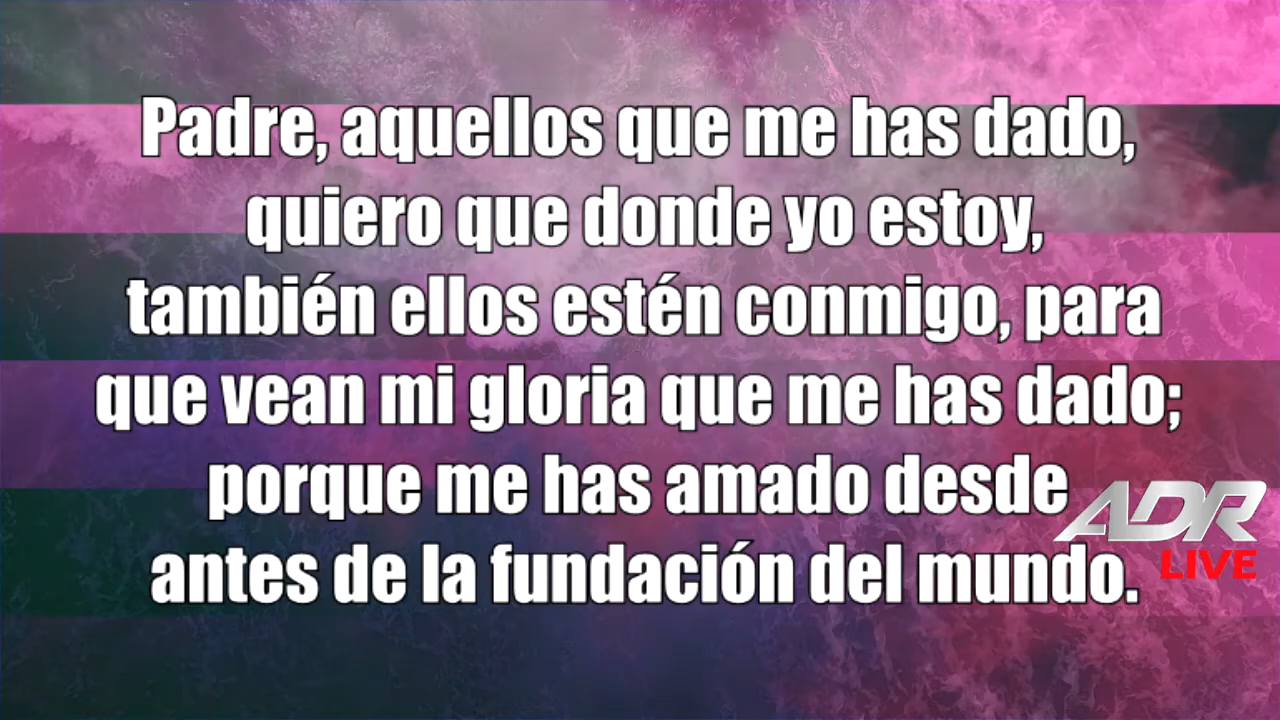 Padre, aquellos que me has dado,
quiero que donde yo estoy,
también ellos estén conmigo, para
que vean mi gloria que me has dado;
porque me has amado desde
antes de la fundación del mundo.
ADR
LIVE